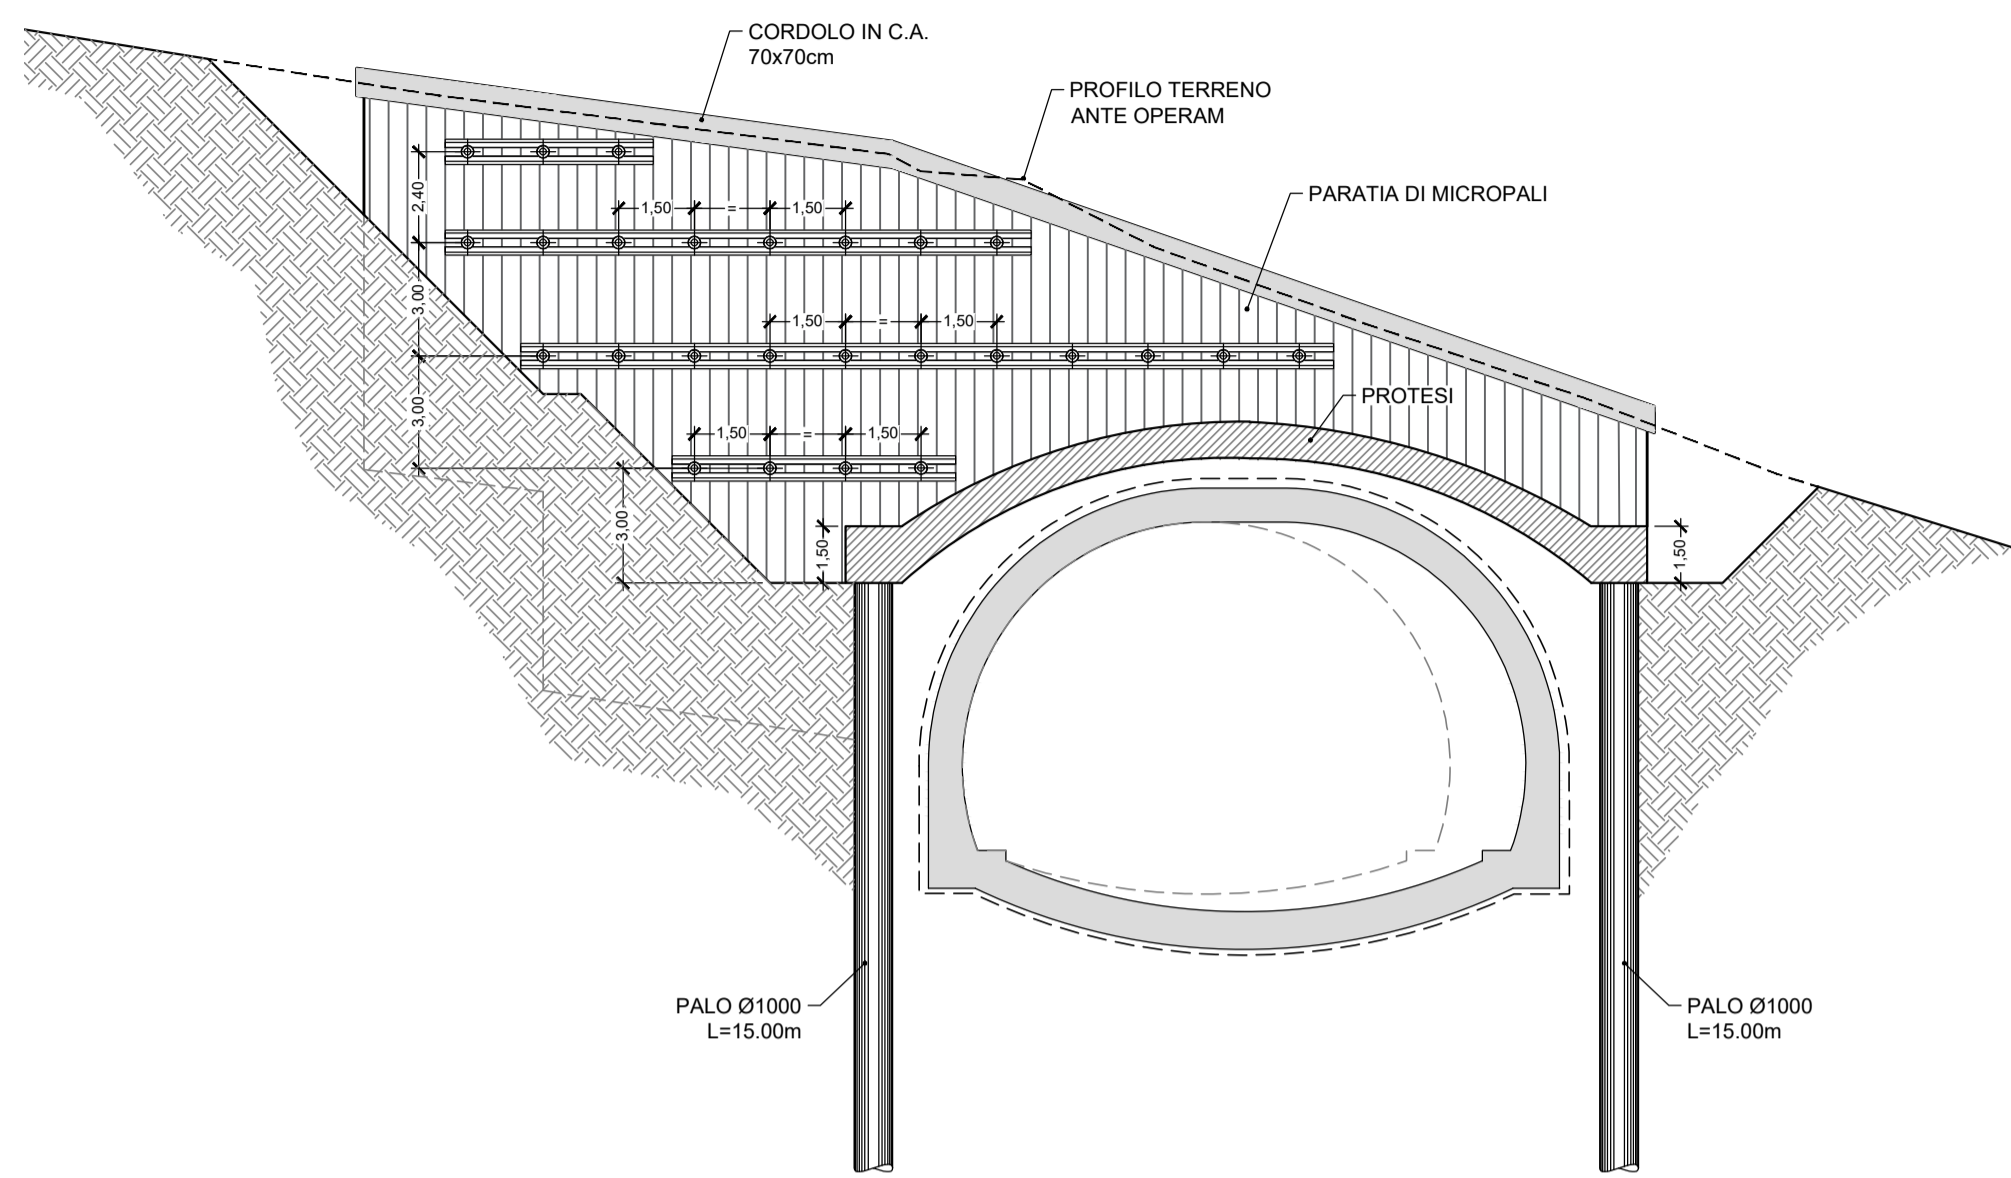 CORDOLO IN C.A.
70x70cm
PROFILO TERRENO
ANTE OPERAM
PARATIA DI MICROPALI
2,40
1,50 = 1,50
3,00
1,50 = 1,50
PROTESI
3,00
1,50 = 1,50
3,00
1,50
1,50
PALO Ø1000
L=15.00m
PALO Ø1000
L=15.00m